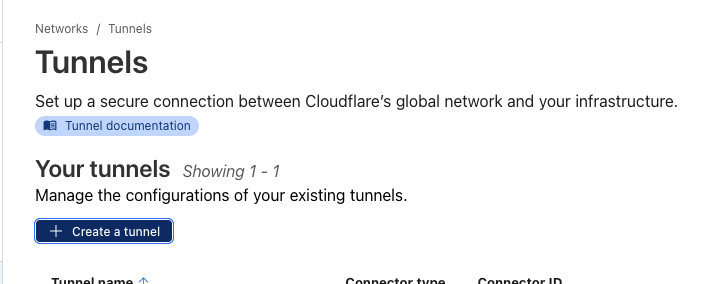 Networks / Tunnels
Tunnels
Set up a secure connection between Cloudflare’s global network and your infrastructure.
Tunnel documentation
Your tunnels Showing 1 - 1
Manage the configurations of your existing tunnels.
+ Create a tunnel
Tunnel name ↑ Connector type Connector ID